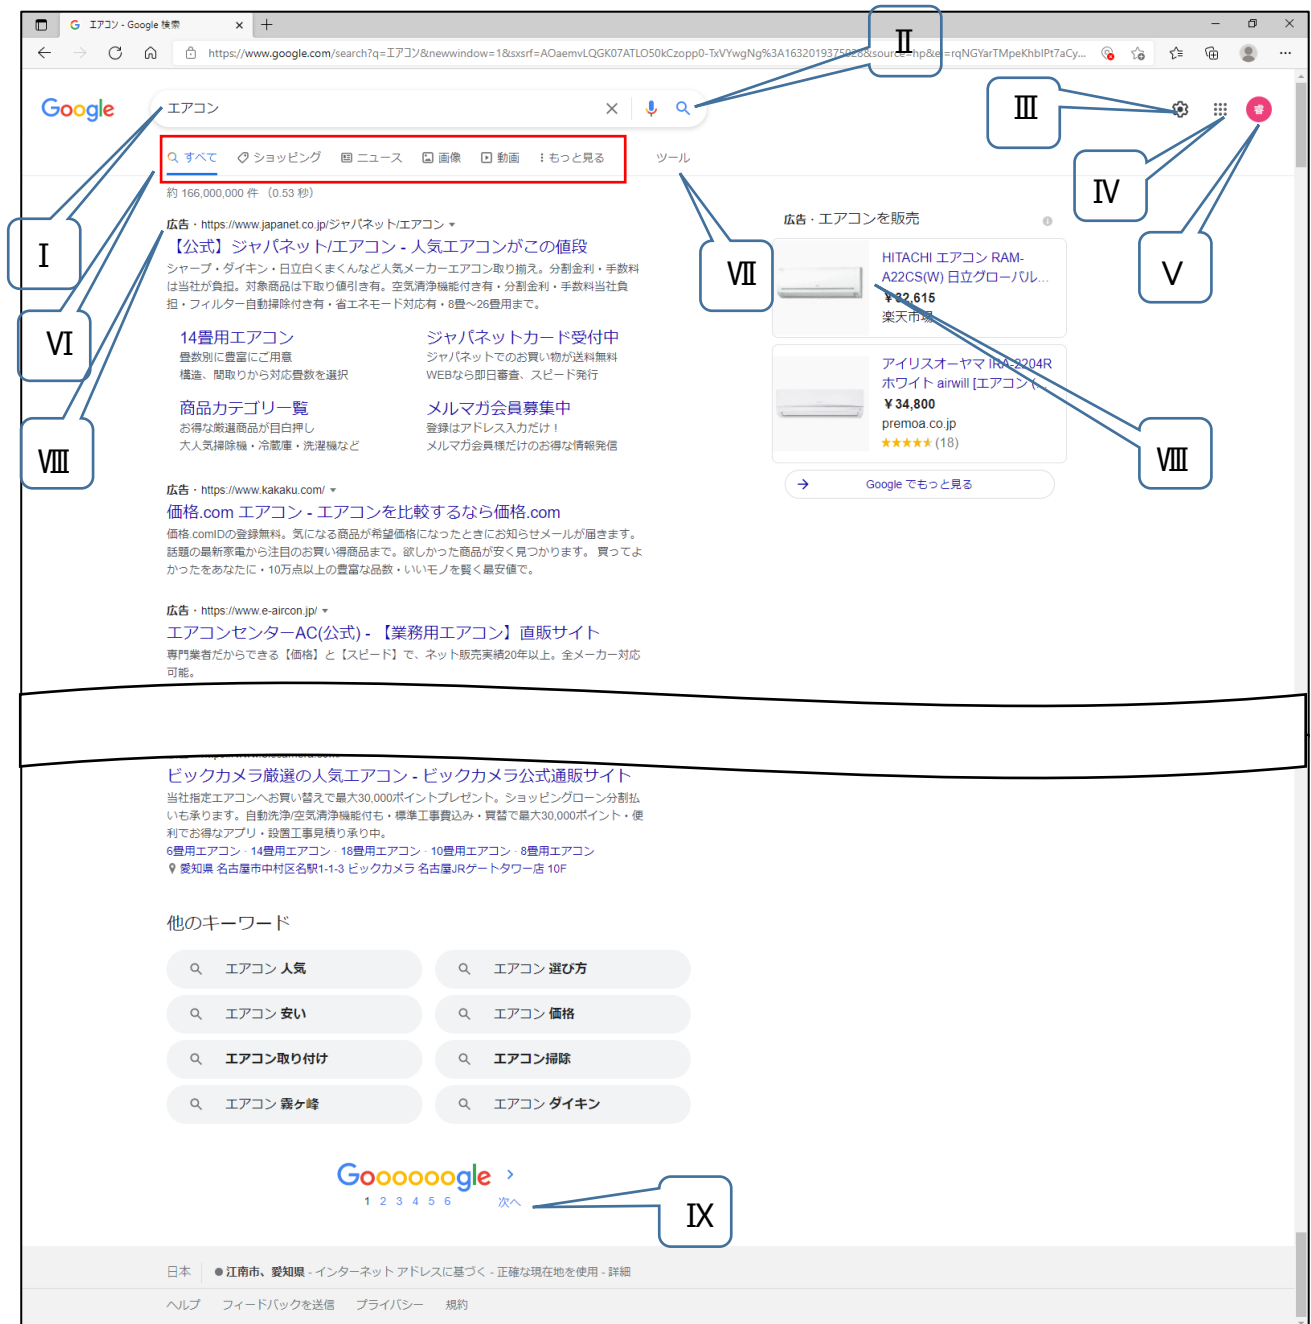 エアコン - Google 検索
https://www.google.com/search?q=エアコン&newwindow=1&sxsrf=AOaemvLQGK07ATLO50kCzopp0-TxVYwgNg%3A1632019375028&source=hp&ei=rqNGYarTMpeKhbIPt7aCy...
Ⅱ
Google
エアコン
Ⅲ
睿
すべて ショッピング ニュース 画像 動画 もっと見る ツール
Ⅳ
約 166,000,000 件 （0.53 秒）
Ⅰ
広告・https://www.japanet.co.jp/ジャパネット/エアコン
【公式】ジャパネット/エアコン - 人気エアコンがこの値段
シャープ・ダイキン・日立白くまくんなど人気メーカーエアコン取り揃え。分割金利・手数料
は当社が負担。対象商品は下取り値引き有。空気清浄機能付き有・分割金利・手数料当社負
担・フィルター自動掃除付き有・省エネモード対応有・8畳～26畳用まで。
14畳用エアコン
畳数別に豊富にご用意
構造、間取りから対応畳数を選択
ジャパネットカード受付中
ジャパネットでのお買い物が送料無料
WEBなら即日審査、スピード発行
商品カテゴリ一覧
お得な厳選商品が目白押し
大人気掃除機・冷蔵庫・洗濯機など
メルマガ会員募集中
登録はアドレス入力だけ！
メルマガ会員様だけのお得な情報発信
Ⅵ
Ⅷ
Ⅶ
Ⅴ
広告・エアコンを販売
HITACHI エアコン RAM-
A22CS(W) 日立グローバル...
￥32,615
楽天市場
アイリスオーヤマ IRA-2204R
ホワイト airwill [エアコン (...
￥34,800
premoa.co.jp
(18)
Ⅷ
Google でもっと見る
広告・https://www.kakaku.com/
価格.com エアコン - エアコンを比較するなら価格.com
価格.comIDの登録無料。気になる商品が希望価格になったときにお知らせメールが届きます。
話題の最新家電から注目のお買い得商品まで。欲しかった商品が安く見つかります。 買ってよ
かったをあなたに・10万点以上の豊富な品数・いいモノを賢く最安値で。
広告・https://www.e-aircon.jp/
エアコンセンターAC(公式) - 【業務用エアコン】直販サイト
専門業者だからできる【価格】と【スピード】で、ネット販売実績20年以上。全メーカー対応
可能。
ビックカメラ厳選の人気エアコン - ビックカメラ公式通販サイト
当社指定エアコンへお買い替えで最大30,000ポイントプレゼント。ショッピングローン分割払
いも承ります。自動洗浄/空気清浄機能付も・標準工事費込み・買替で最大30,000ポイント・便
利でお得なアプリ・設置工事見積り承り中。
6畳用エアコン · 14畳用エアコン · 18畳用エアコン · 10畳用エアコン · 8畳用エアコン
愛知県 名古屋市中村区名駅1-1-3 ビックカメラ 名古屋JRゲートタワー店 10F
他のキーワード
エアコン 人気
エアコン 選び方
エアコン 安い
エアコン 価格
エアコン取り付け
エアコン掃除
エアコン 霧ヶ峰
エアコン ダイキン
Goooooogle
1 2 3 4 5 6 次へ
Ⅸ
日本 江南市、愛知県 - インターネット アドレスに基づく - 正確な現在地を使用 - 詳細
ヘルプ フィードバックを送信 プライバシー 規約